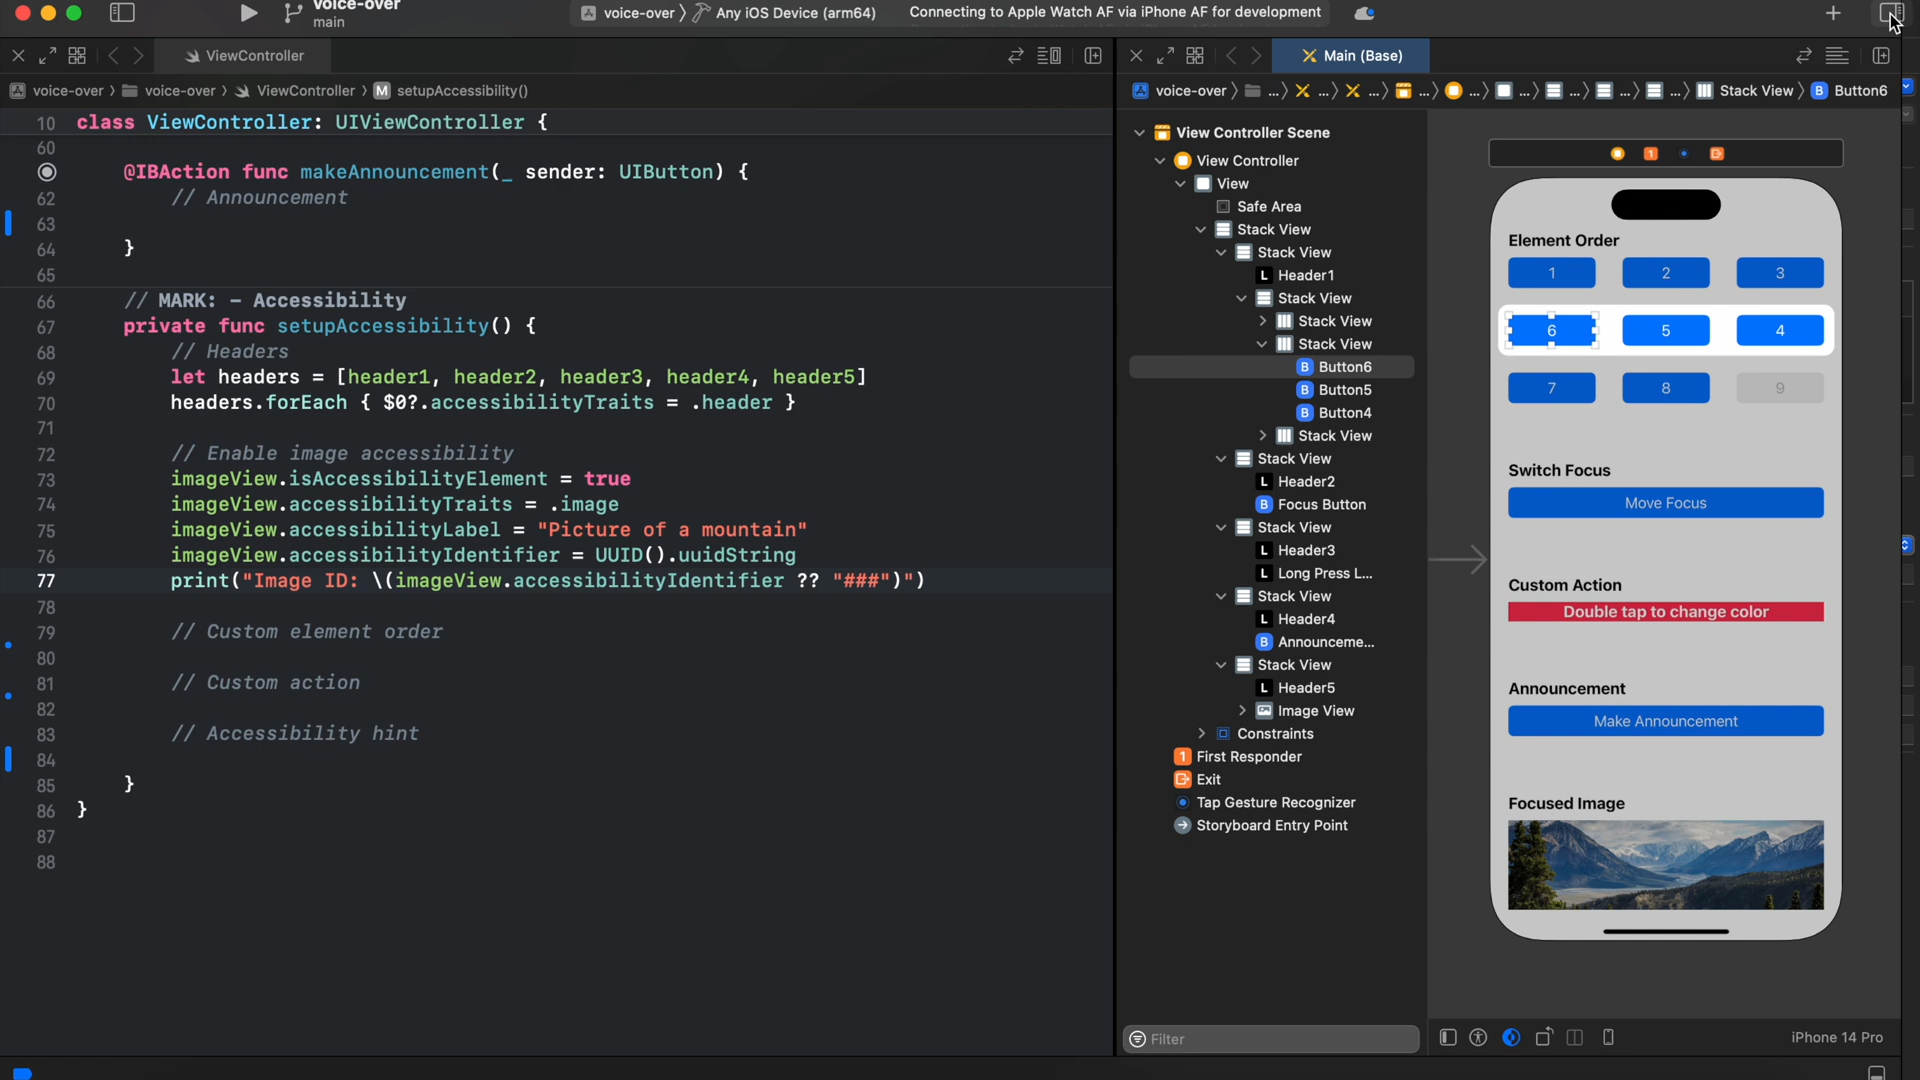 voice-over
main
voice-over
Any iOS Device (arm64)
Connecting to Apple Watch AF via iPhone AF for development
ViewController
Main (Base)
voice-over
voice-over
ViewController
M
setupAccessibility()
voice-over
...
...
...
...
...
...
...
...
...
Stack View
B
Button6
10 class ViewController: UIViewController {
60
@IBAction func makeAnnouncement(_ sender: UIButton) {
62 // Announcement
63
64 }
65
66 // MARK: - Accessibility
67 private func setupAccessibility() {
68 // Headers
69 let headers = [header1, header2, header3, header4, header5]
70 headers.forEach { $0?.accessibilityTraits = .header }
71
72 // Enable image accessibility
73 imageView.isAccessibilityElement = true
74 imageView.accessibilityTraits = .image
75 imageView.accessibilityLabel = "Picture of a mountain"
76 imageView.accessibilityIdentifier = UUID().uuidString
77 print("Image ID: \(imageView.accessibilityIdentifier ?? "###")")
78
79 // Custom element order
80
81 // Custom action
82
83 // Accessibility hint
84
85 }
86 }
87
88
View Controller Scene
View Controller
View
Safe Area
Stack View
Stack View
L Header1
Stack View
Stack View
Stack View
B Button6
B Button5
B Button4
Stack View
Stack View
L Header2
B Focus Button
Stack View
L Header3
L Long Press L...
Stack View
L Header4
B Announceme...
Stack View
L Header5
Image View
Constraints
1 First Responder
Exit
Tap Gesture Recognizer
Storyboard Entry Point
Filter
1
Element Order
1 2 3
6 5 4
7 8 9
Switch Focus
Move Focus
Custom Action
Double tap to change color
Announcement
Make Announcement
Focused Image
iPhone 14 Pro